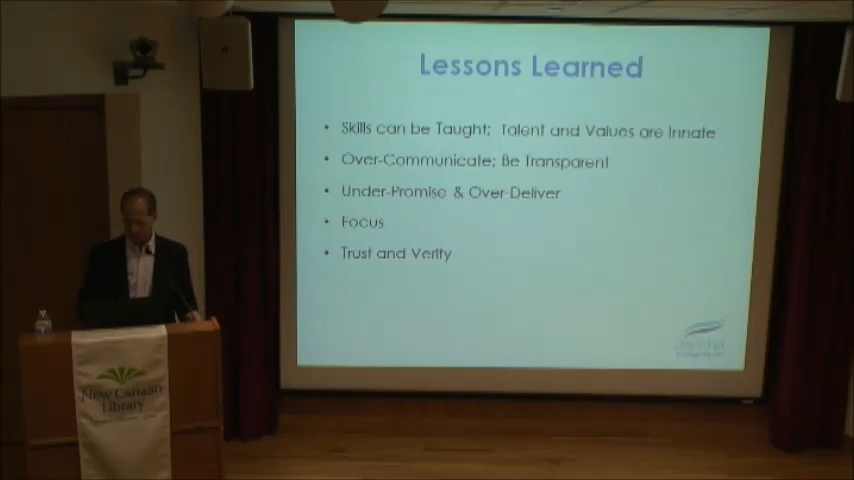 Lessons Learned
• Skills can be Taught; Talent and Values are Innate
• Over-Communicate; Be Transparent
• Under-Promise & Over-Deliver
• Focus
• Trust and Verify
New Canaan
Library